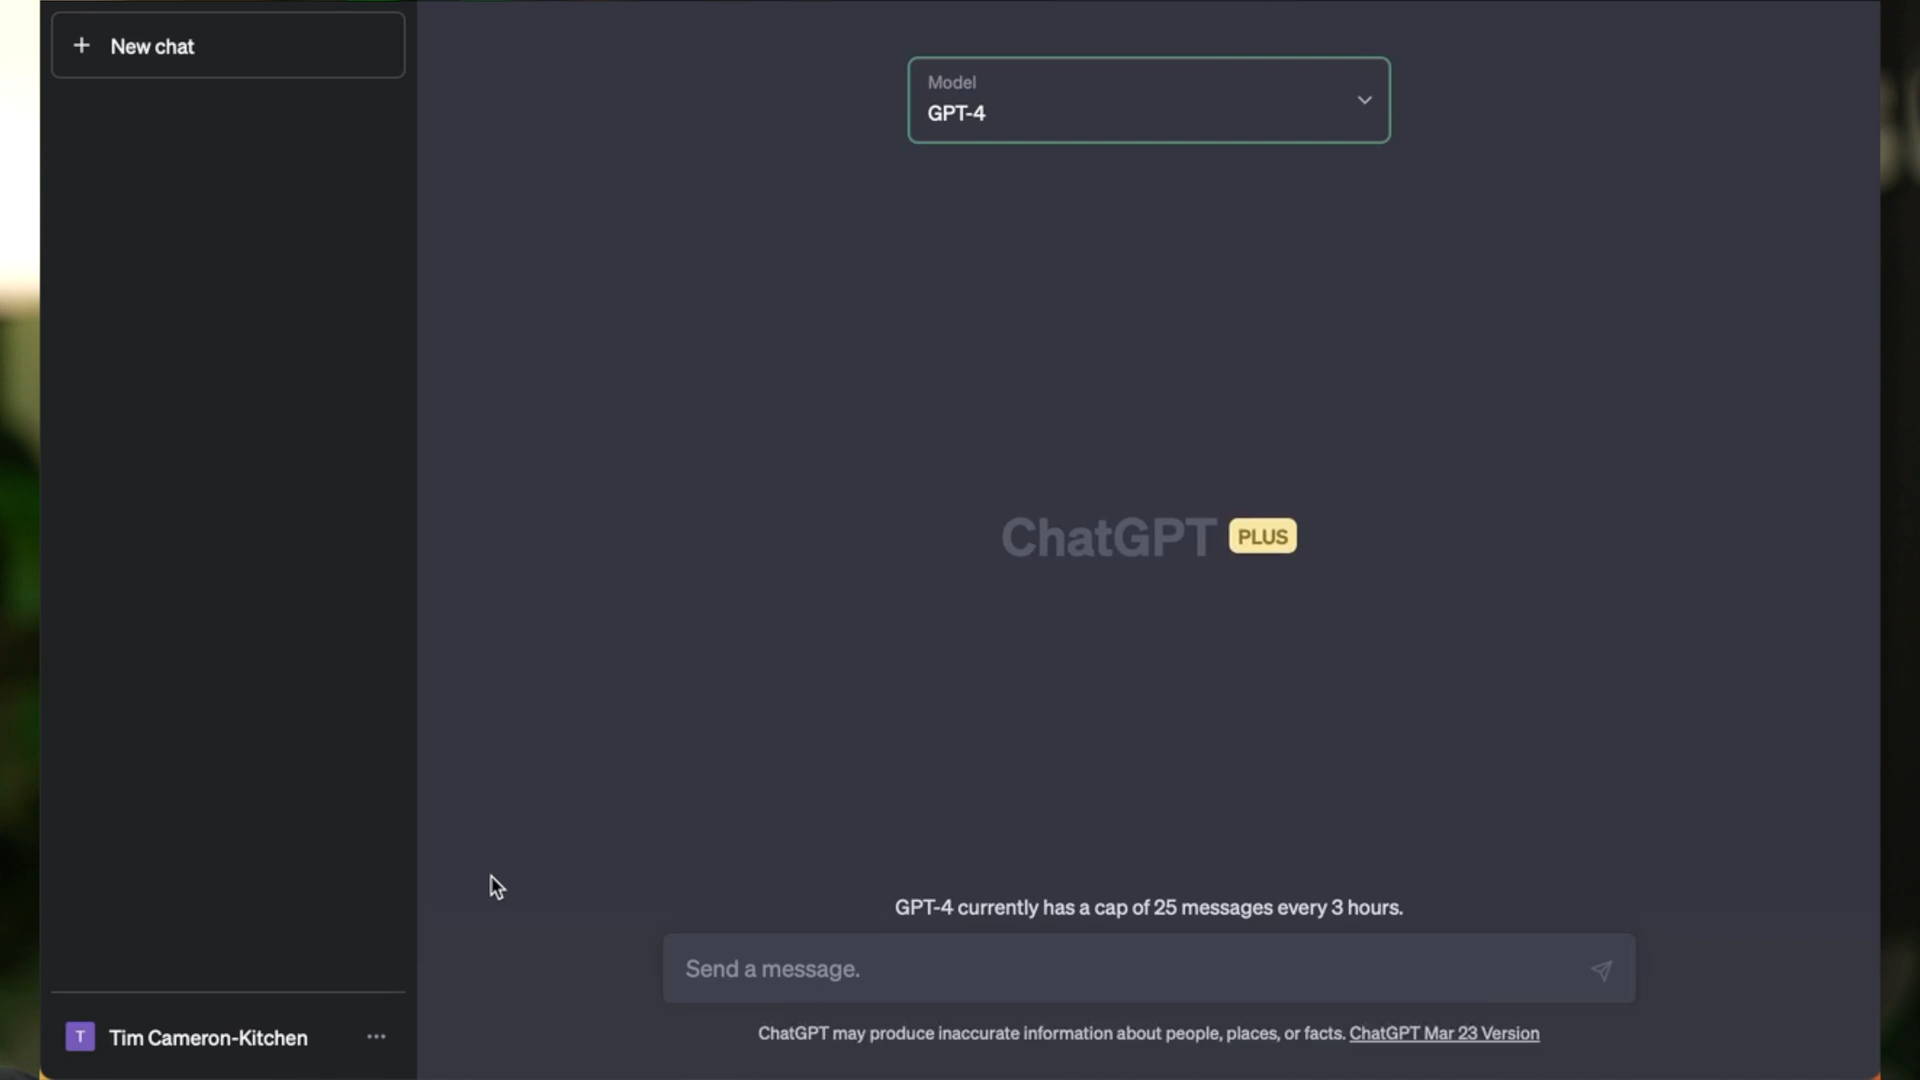 New chat
Model
GPT-4
ChatGPT PLUS
GPT-4 currently has a cap of 25 messages every 3 hours.
Send a message.
T Tim Cameron-Kitchen
ChatGPT may produce inaccurate information about people, places, or facts. ChatGPT Mar 23 Version